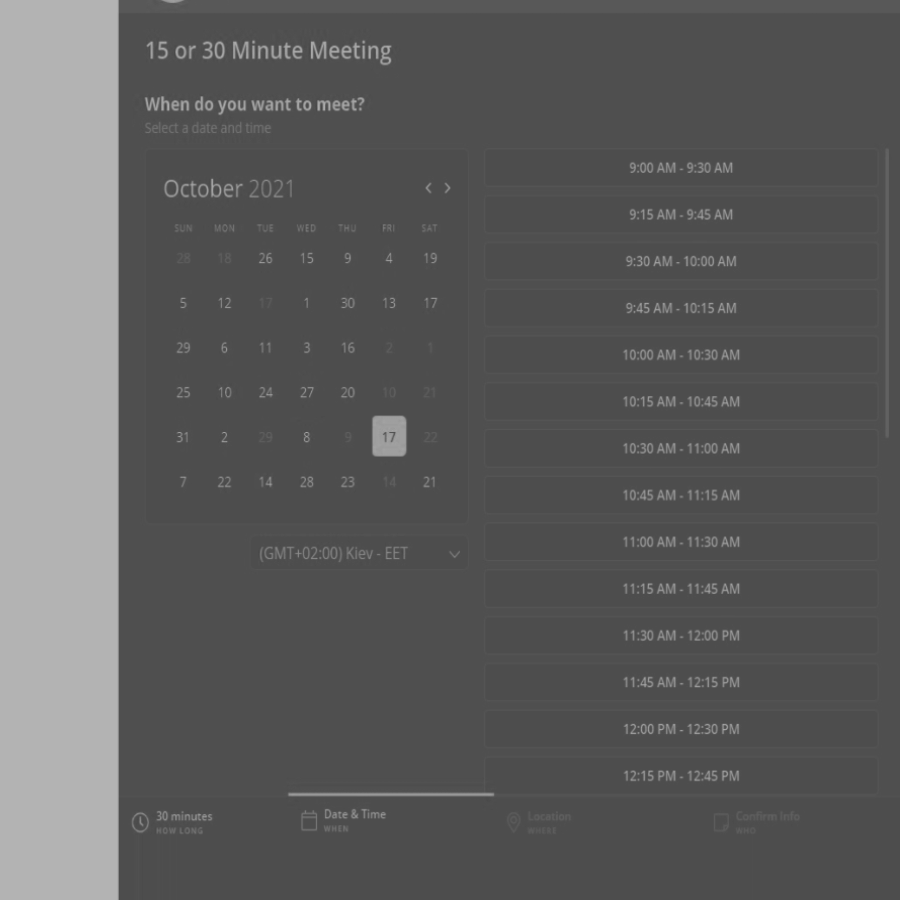 15 or 30 Minute Meeting
When do you want to meet?
Select a date and time
October 2021
SUN MON TUE WED THU FRI SAT
28 18 26 15 9 4 19
5 12 17 1 30 13 17
29 6 11 3 16 2 1
25 10 24 27 20 10 21
31 2 29 8 9 17 22
7 22 14 28 23 14 21
(GMT+02:00) Kiev - EET
9:00 AM - 9:30 AM
9:15 AM - 9:45 AM
9:30 AM - 10:00 AM
9:45 AM - 10:15 AM
10:00 AM - 10:30 AM
10:15 AM - 10:45 AM
10:30 AM - 11:00 AM
10:45 AM - 11:15 AM
11:00 AM - 11:30 AM
11:15 AM - 11:45 AM
11:30 AM - 12:00 PM
11:45 AM - 12:15 PM
12:00 PM - 12:30 PM
12:15 PM - 12:45 PM
30 minutes
HOW LONG
Date & Time
WHEN
Location
WHERE
Confirm Info
WHO